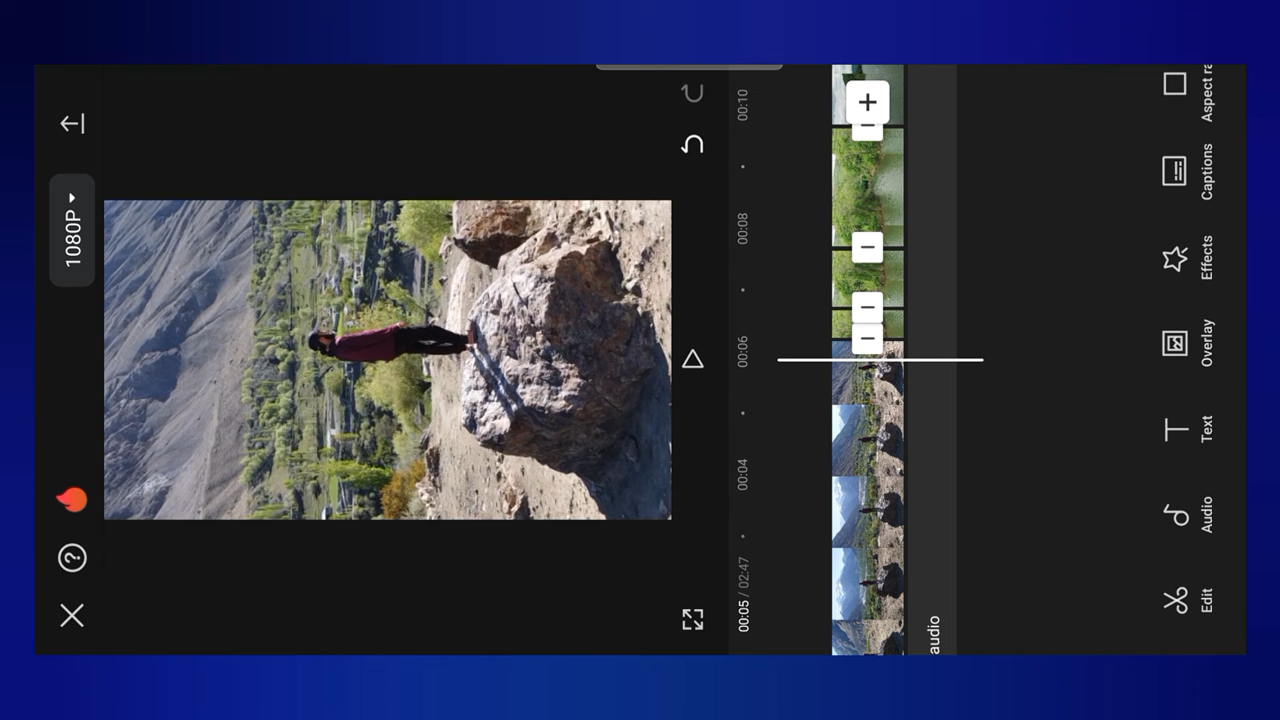 1080P
00:05 / 02:47
00:04
00:06
00:08
00:10
audio
Edit
Audio
Text
Overlay
Effects
Captions
Aspect ra